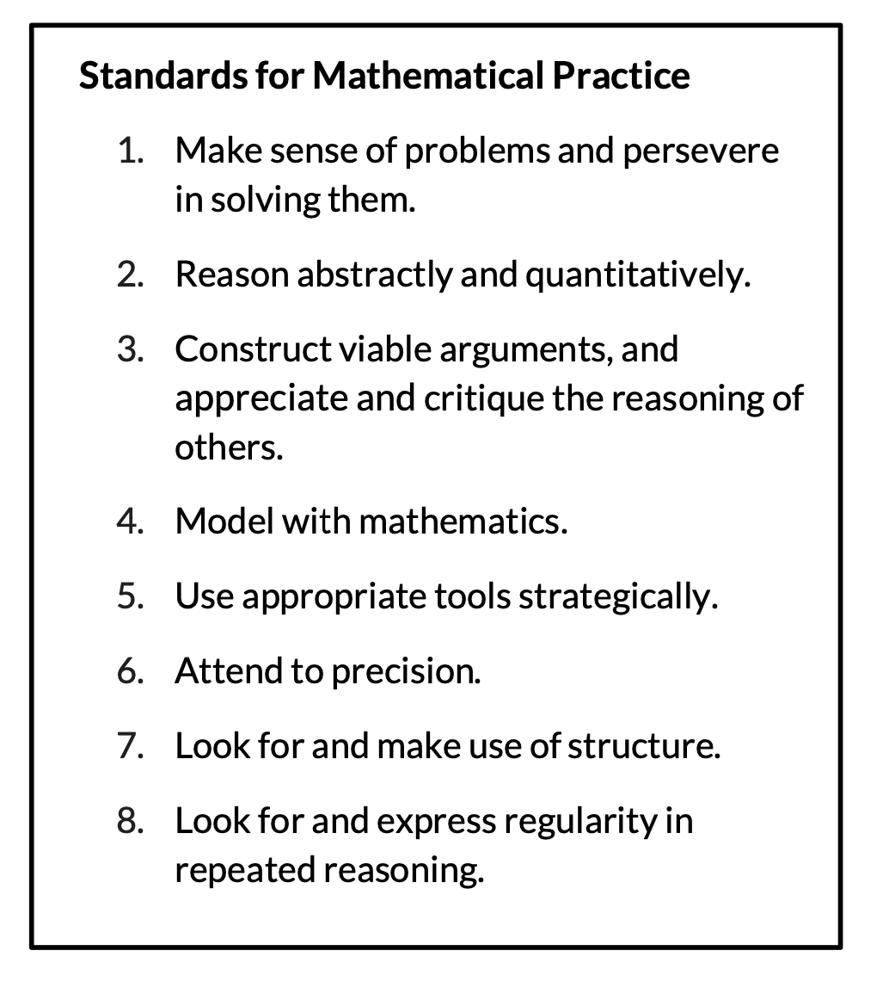 Standards for Mathematical Practice
1. Make sense of problems and persevere
in solving them.
2. Reason abstractly and quantitatively.
3. Construct viable arguments, and
appreciate and critique the reasoning of
others.
4. Model with mathematics.
5. Use appropriate tools strategically.
6. Attend to precision.
7. Look for and make use of structure.
8. Look for and express regularity in
repeated reasoning.